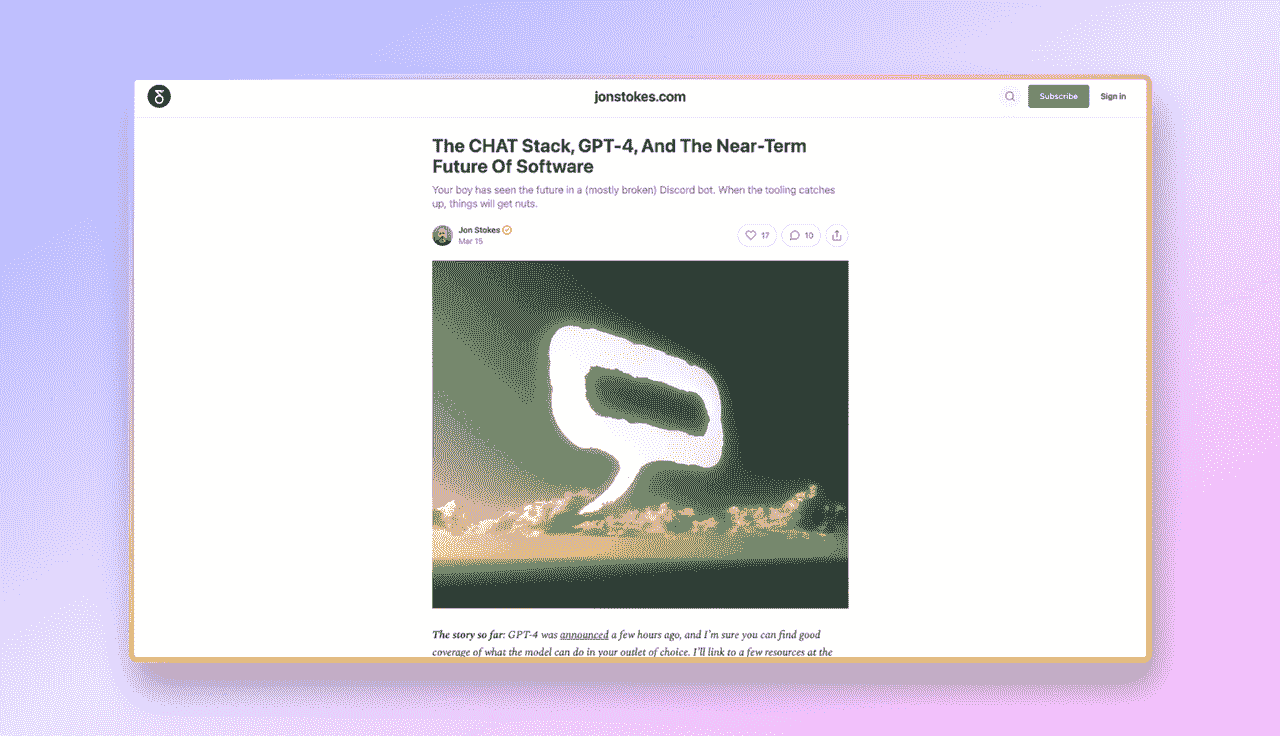 jonstokes.com
Subscribe
Sign in
The CHAT Stack, GPT-4, And The Near-Term
Future Of Software
Your boy has seen the future in a (mostly broken) Discord bot. When the tooling catches
up, things will get nuts.
Jon Stokes
Mar 15
17
10
The story so far: GPT-4 was announced a few hours ago, and I'm sure you can find good
coverage of what the model can do in your outlet of choice. I'll link to a few resources at the